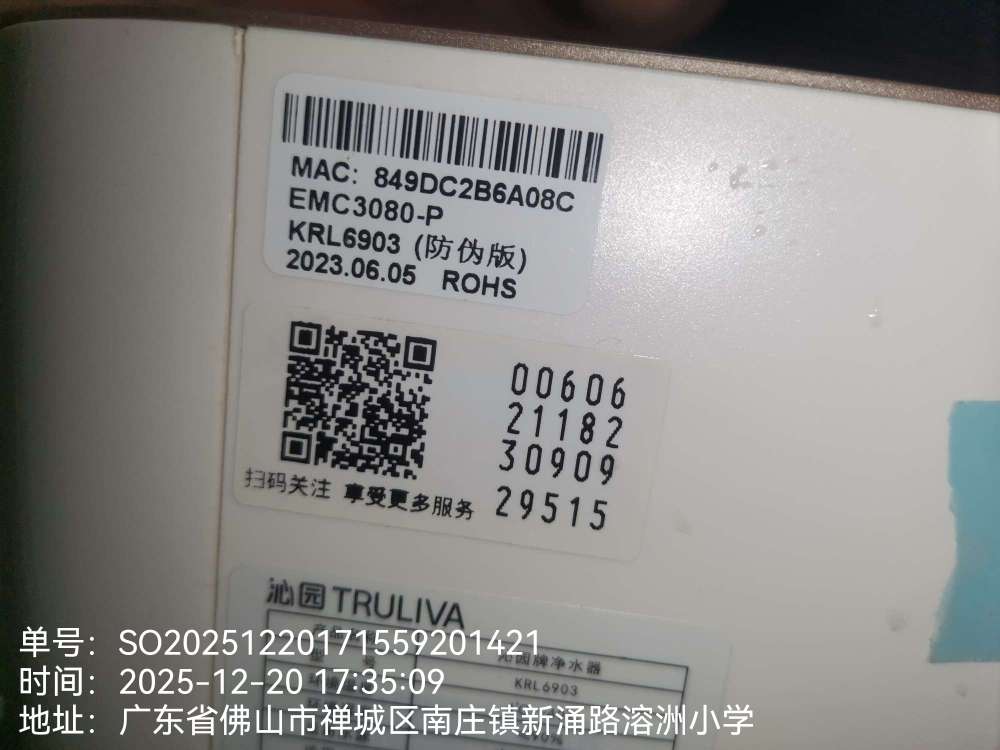 MAC: 849DC2B6A08C
EMC3080-P
KRL6903 (防伪版)
2023.06.05 ROHS
00606
21182
30909
29515
扫码关注 享受更多服务
沁园 TRULIVA
沁园牌净水器
号 KRL6903
单号: SO20251220171559201421
时间: 2025-12-20 17:35:09
地址: 广东省佛山市禅城区南庄镇新涌路溶洲小学